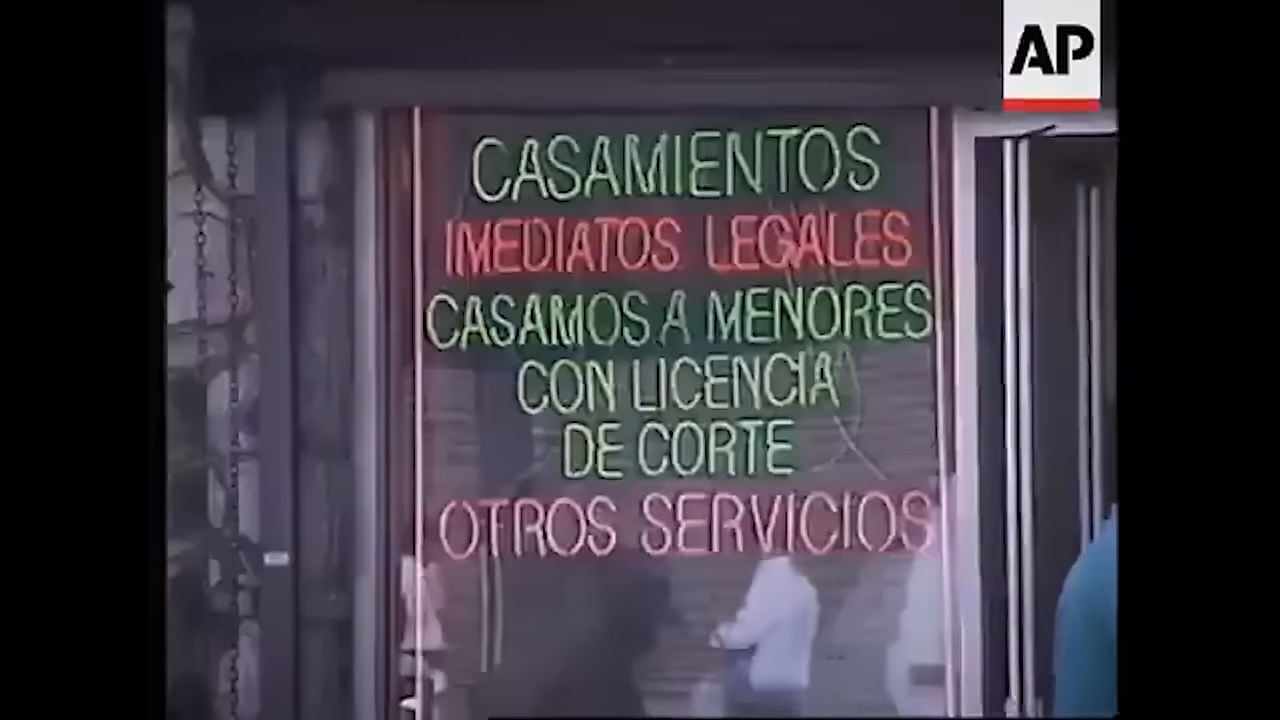 AP
CASAMIENTOS
IMEDIATOS LEGALES
CASAMOS A MENORES
CON LICENCIA
DE CORTE
OTROS SERVICIOS